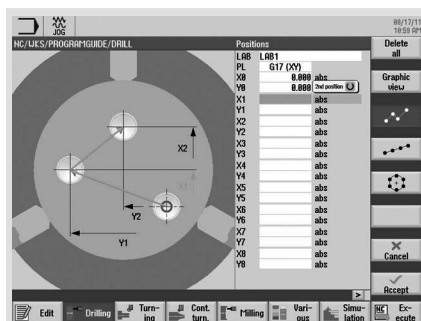 JOG
08/17/11
10:59 AM
NC/WKS/PROGRAMGUIDE/DRILL
Positions
Delete all
LAB LAB1
PL G17 (XY)
X0 0.000 abs
Y0 0.000 2nd position
X1 abs
Y1 abs
X2 abs
Y2 abs
X3 abs
Y3 abs
X4 abs
Y4 abs
X5 abs
Y5 abs
X6 abs
Y6 abs
X7 abs
Y7 abs
X8 abs
Y8 abs
X2
X1
Y2
Y1
Graphic view
Cancel
Accept
>
Edit
Drilling
Turn-
ing
Cont.
turn.
Milling
Vari-
ous
Simu-
lation
NC
Ex-
ecute